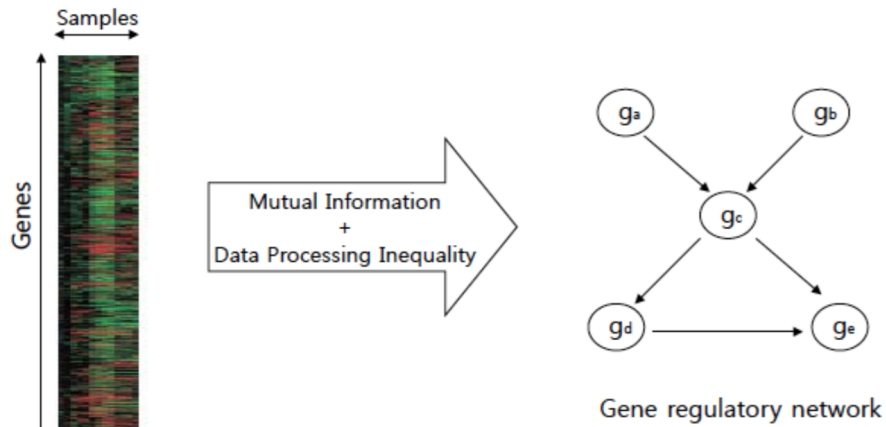 Samples
Genes
Mutual Information
+
Data Processing Inequality
ga
gb
gc
gd
ge
Gene regulatory network